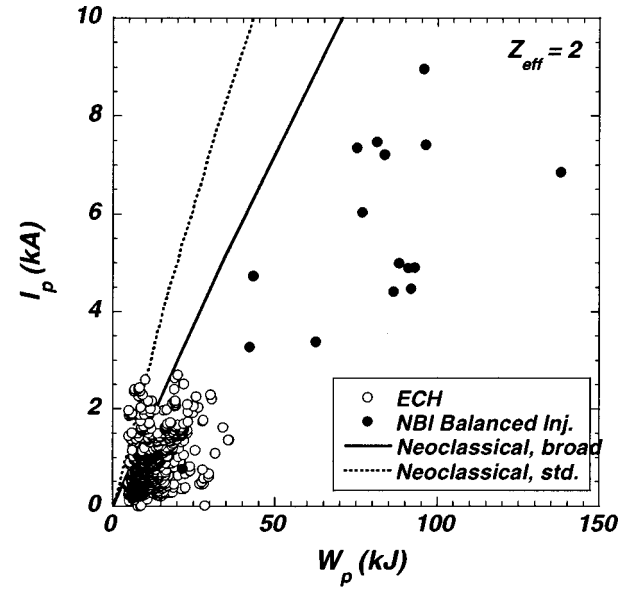 10
8
6
4
2
0
I_p (kA)
Z_eff = 2
ECH
NBI Balanced Inj.
Neoclassical, broad
Neoclassical, std.
0
50
100
150
W_p (kJ)